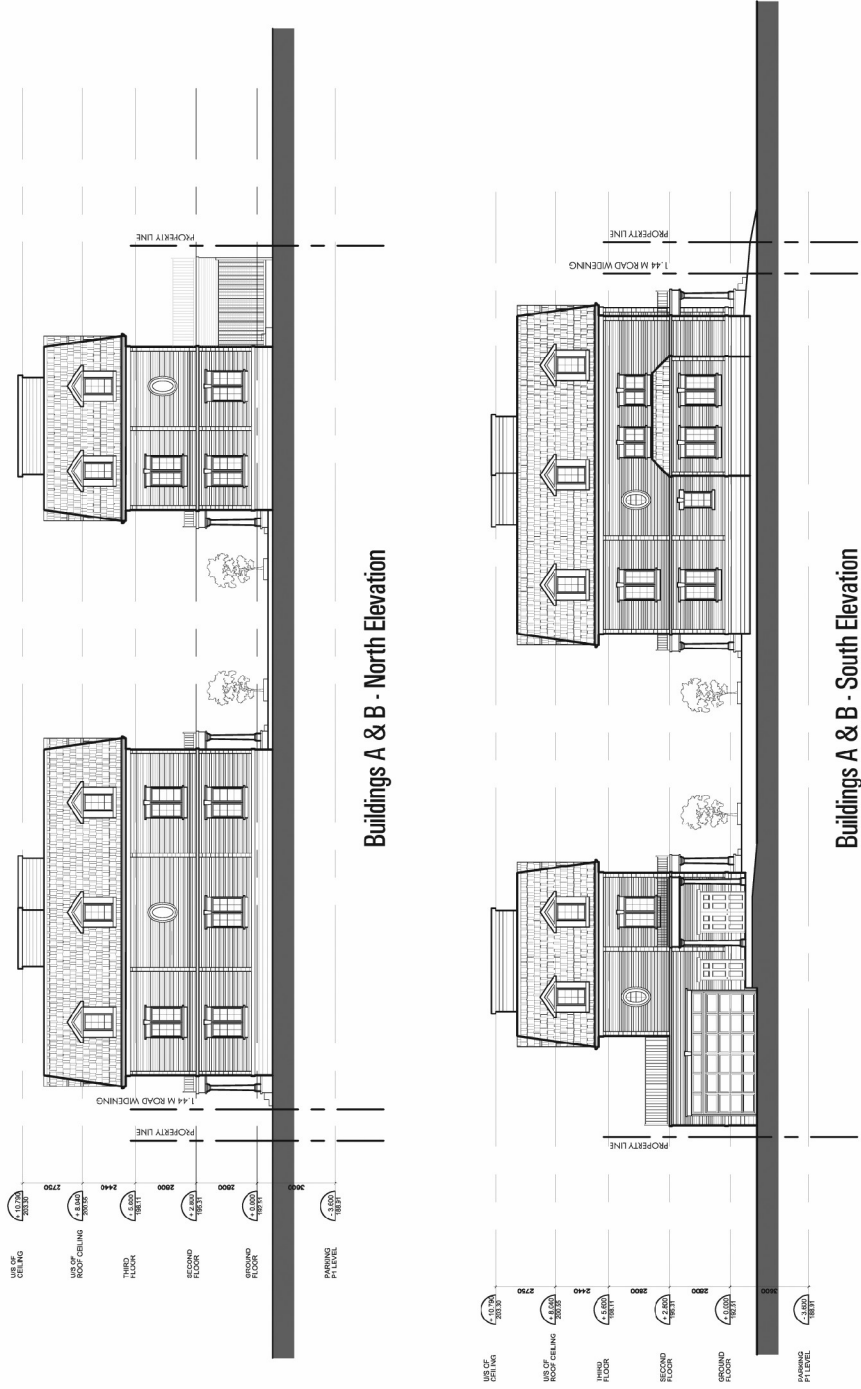 U/S OF
CEILING
+ 10.790
203.30
2750
U/S OF
ROOF CEILING
+ 8.040
200.55
2440
THIRD
FLOOR
+ 5.600
198.11
2800
SECOND
FLOOR
+ 2.800
195.31
2800
GROUND
FLOOR
+ 0.000
192.51
3600
PARKING
P1 LEVEL
- 3.600
188.91
PROPERTY LINE
1.44 M ROAD WIDENING
PROPERTY LINE
Buildings A & B - North Elevation
U/S OF
CEILING
+ 10.790
203.30
2750
U/S OF
ROOF CEILING
+ 8.040
200.55
2440
THIRD
FLOOR
+ 5.600
198.11
2800
SECOND
FLOOR
+ 2.800
195.31
2800
GROUND
FLOOR
+ 0.000
192.51
3600
PARKING
P1 LEVEL
- 3.600
188.91
PROPERTY LINE
1.44 M ROAD WIDENING
PROPERTY LINE
Buildings A & B - South Elevation